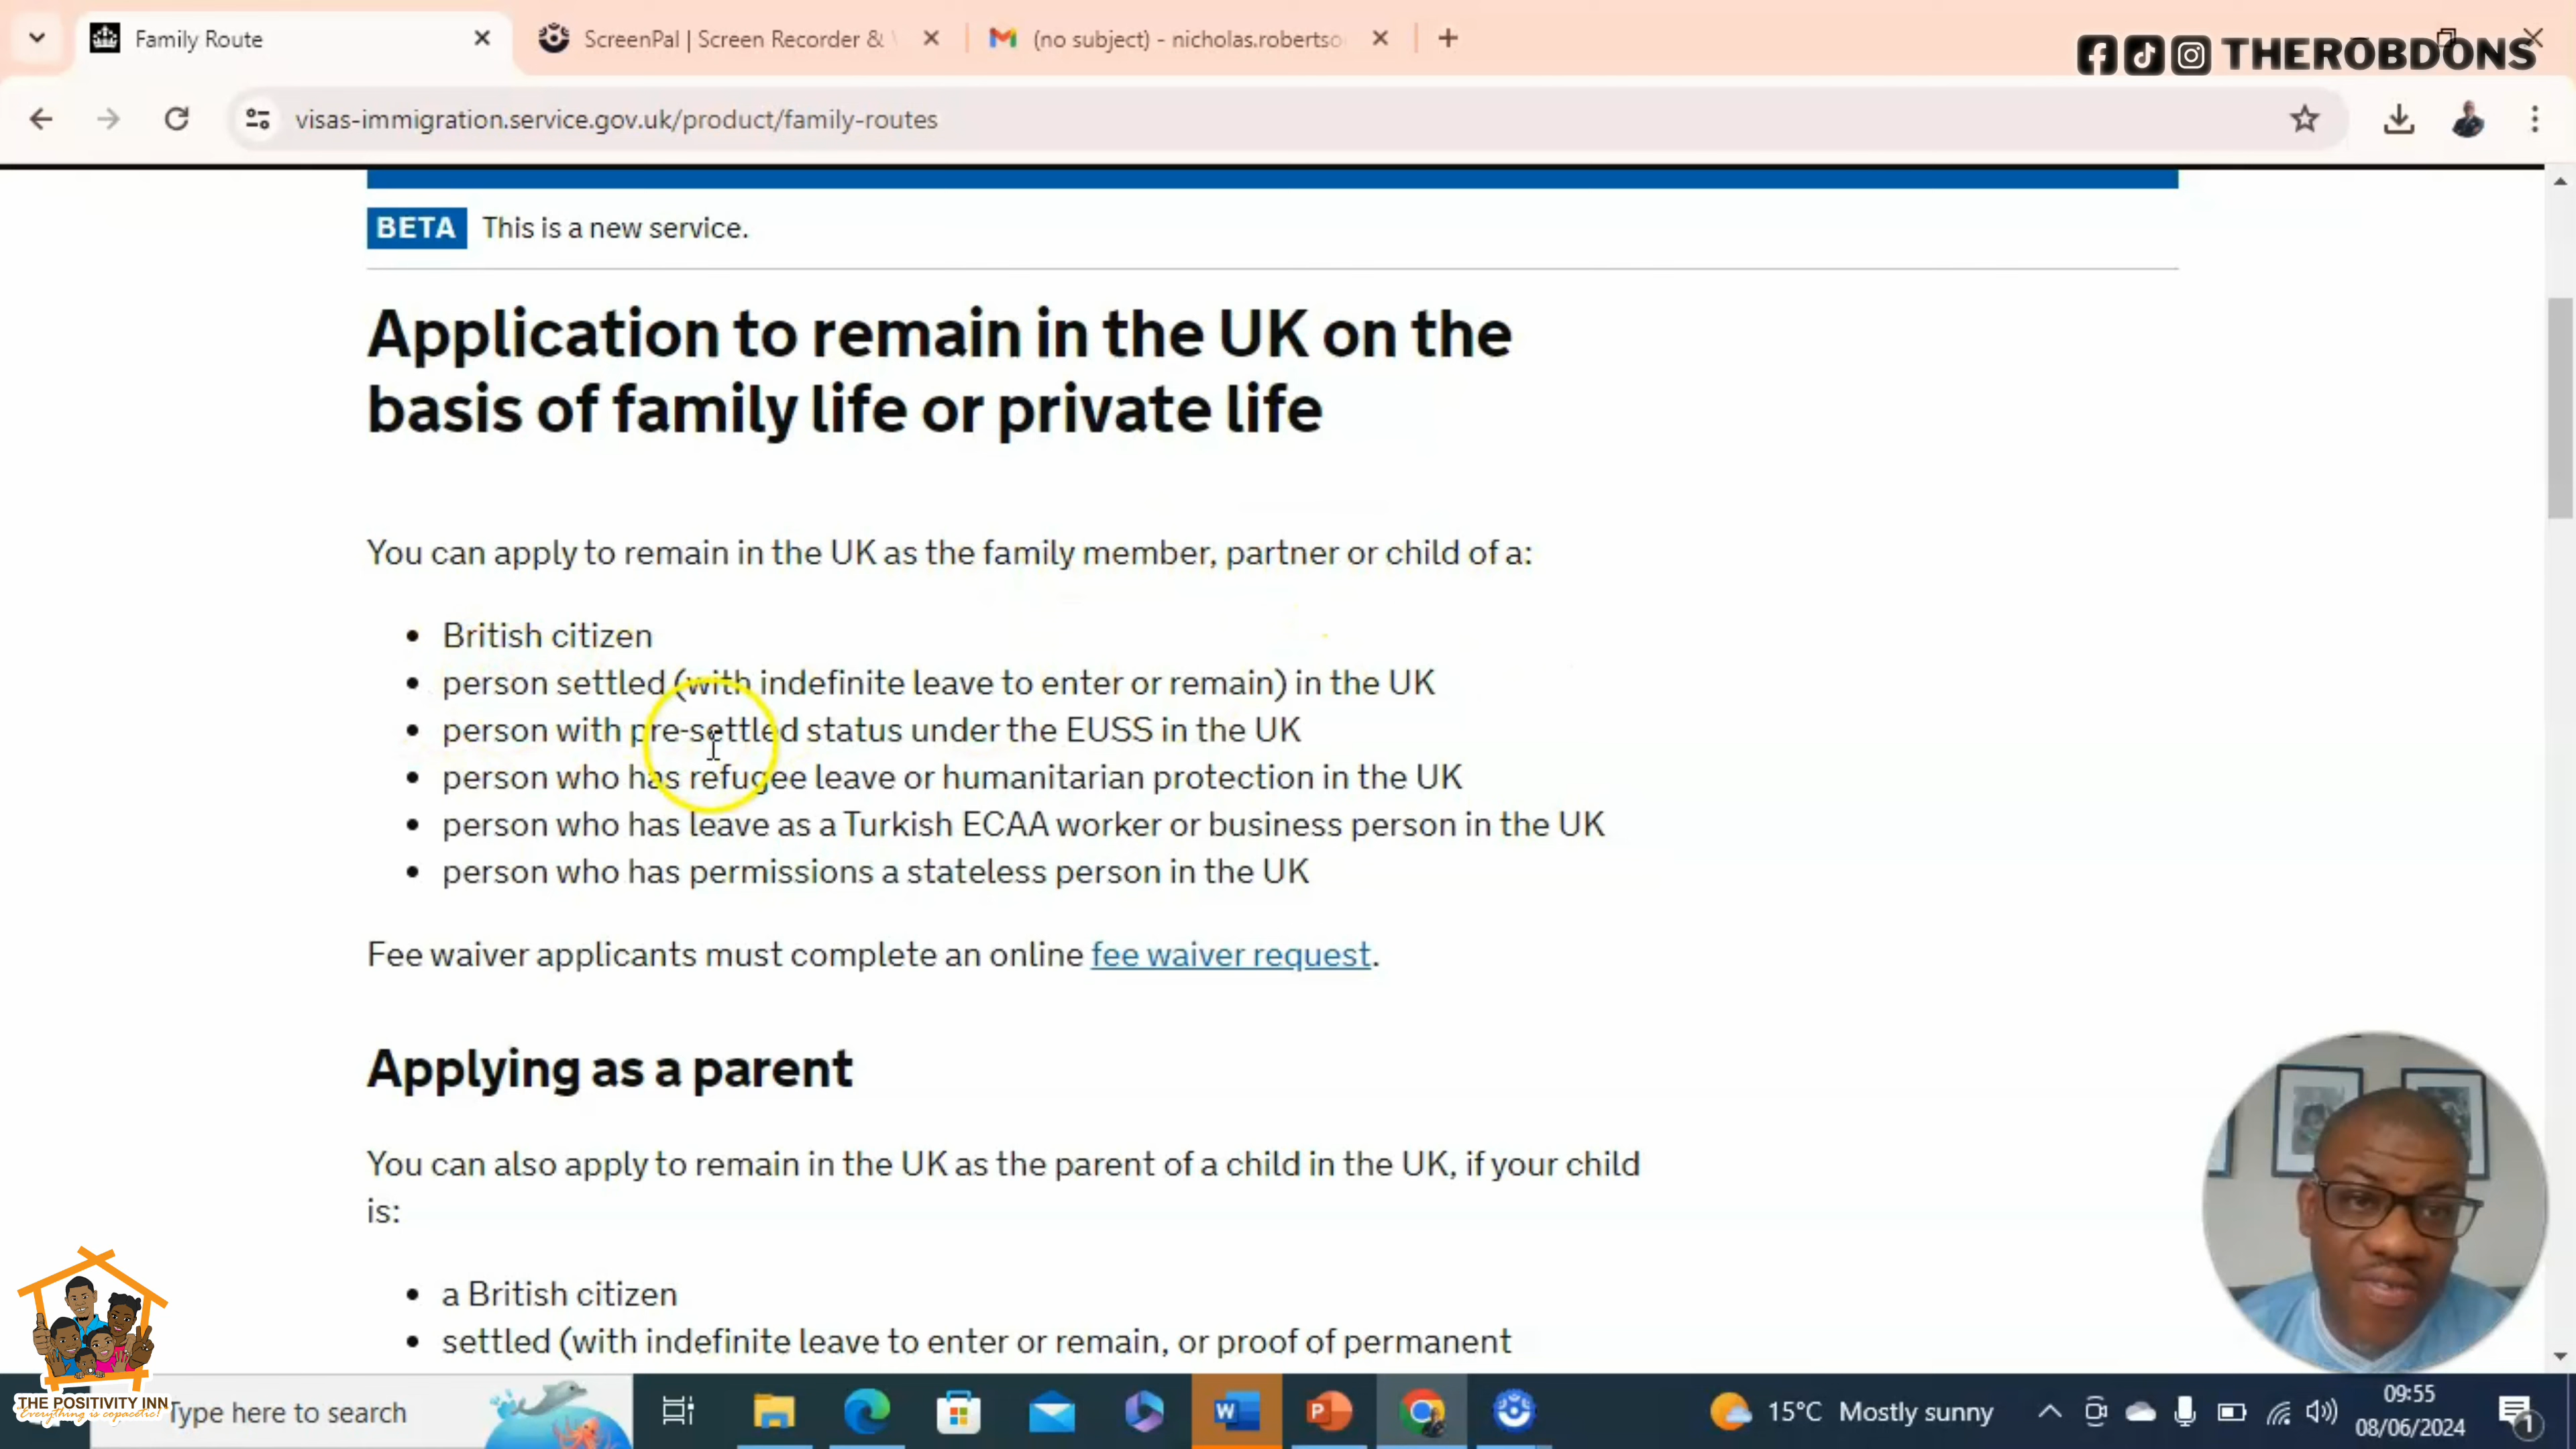 Family Route
ScreenPal | Screen Recorder &
(no subject) - nicholas.robertso
THEROBDONS
visas-immigration.service.gov.uk/product/family-routes
BETA This is a new service.
Application to remain in the UK on the
basis of family life or private life
You can apply to remain in the UK as the family member, partner or child of a:
• British citizen
• person settled (with indefinite leave to enter or remain) in the UK
• person with pre-settled status under the EUSS in the UK
• person who has refugee leave or humanitarian protection in the UK
• person who has leave as a Turkish ECAA worker or business person in the UK
• person who has permissions a stateless person in the UK
Fee waiver applicants must complete an online fee waiver request.
Applying as a parent
You can also apply to remain in the UK as the parent of a child in the UK, if your child
is:
• a British citizen
• settled (with indefinite leave to enter or remain, or proof of permanent
THE POSITIVITY INN
Everything is copacetic!
Type here to search
15°C Mostly sunny
09:55
08/06/2024
1